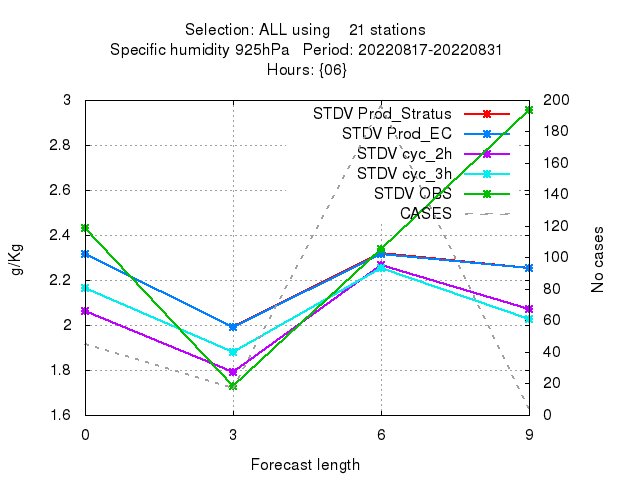 Selection: ALL using    21 stations
Specific humidity 925hPa   Period: 20220817-20220831
Hours: {06}
3
2.8
2.6
2.4
2.2
2
1.8
1.6
200
180
160
140
120
100
80
60
40
20
0
STDV Prod_Stratus
STDV Prod_EC
STDV cyc_2h
STDV cyc_3h
STDV OBS
CASES
g/Kg
No cases
0
3
6
9
Forecast length